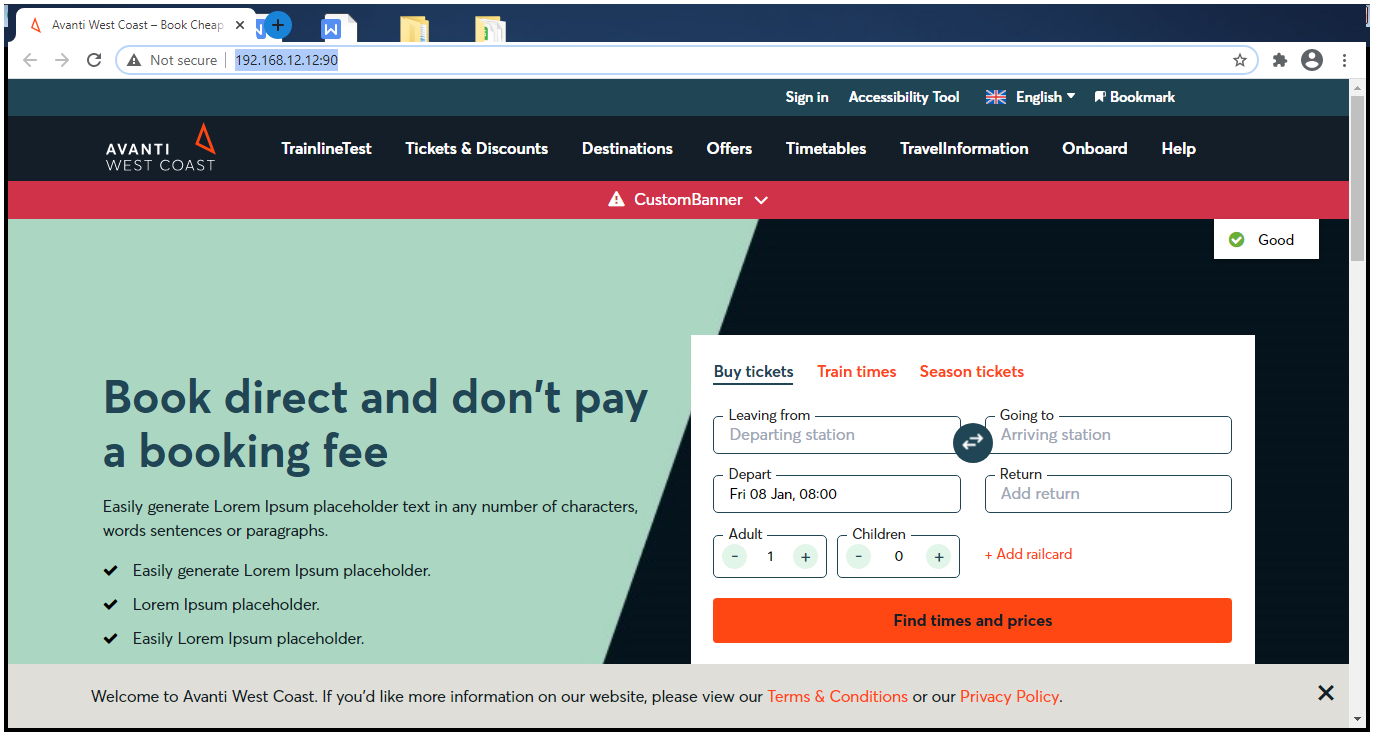 Avanti West Coast – Book Cheap
Not secure
192.168.12.12:90
Sign in Accessibility Tool English Bookmark
AVANTI
WEST COAST
TrainlineTest Tickets & Discounts Destinations Offers Timetables TravelInformation Onboard Help
CustomBanner
Good
Book direct and don't pay
a booking fee
Easily generate Lorem Ipsum placeholder text in any number of characters,
words sentences or paragraphs.
Easily generate Lorem Ipsum placeholder.
Lorem Ipsum placeholder.
Easily Lorem Ipsum placeholder.
Buy tickets Train times Season tickets
Leaving from
Departing station
Going to
Arriving station
Depart
Fri 08 Jan, 08:00
Return
Add return
Adult
- 1 +
Children
- 0 +
+ Add railcard
Find times and prices
Welcome to Avanti West Coast. If you'd like more information on our website, please view our Terms & Conditions or our Privacy Policy.